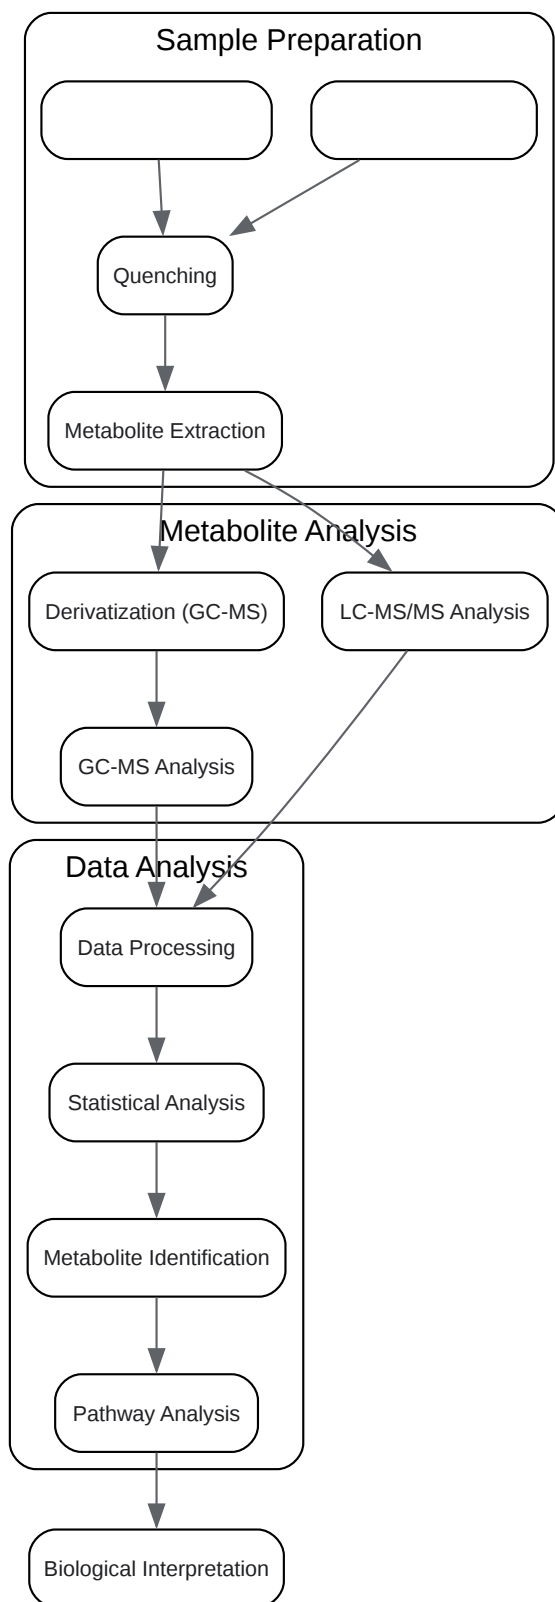 Sample Preparation
Quenching
Metabolite Extraction
Metabolite Analysis
Derivatization (GC-MS)
LC-MS/MS Analysis
GC-MS Analysis
Data Analysis
Data Processing
Statistical Analysis
Metabolite Identification
Pathway Analysis
Biological Interpretation